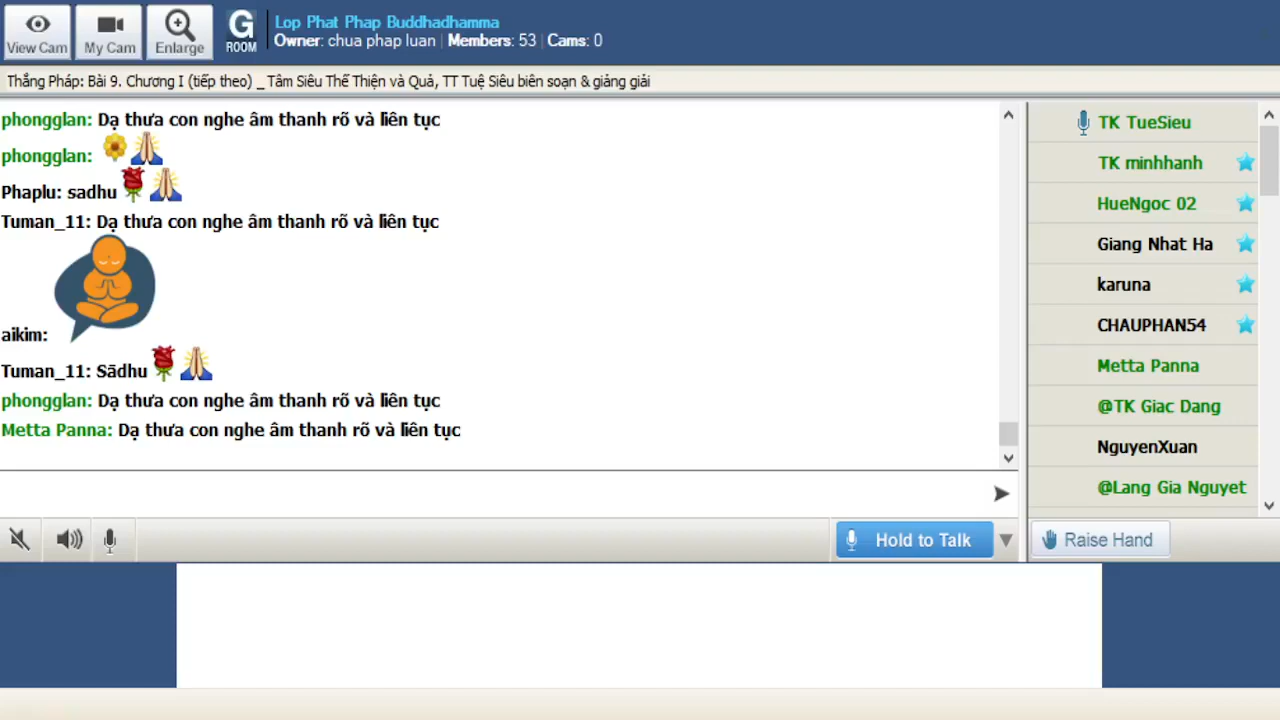 View Cam
My Cam
Enlarge
G
ROOM
Lop Phat Phap Buddhadhamma
Owner: chua phap luan | Members: 53 | Cams: 0
Thắng Pháp: Bài 9. Chương I (tiếp theo) _ Tâm Siêu Thế Thiện và Quả, TT Tuệ Siêu biên soạn & giảng giải
phongglan: Dạ thưa con nghe âm thanh rõ và liên tục
phongglan:
Phaplu: sadhu
Tuman_11: Dạ thưa con nghe âm thanh rõ và liên tục
aikim:
Tuman_11: Sādhu
phongglan: Dạ thưa con nghe âm thanh rõ và liên tục
Metta Panna: Dạ thưa con nghe âm thanh rõ và liên tục
TK TueSieu
TK minhhanh
HueNgoc 02
Giang Nhat Ha
karuna
CHAUPHAN54
Metta Panna
@TK Giac Dang
NguyenXuan
@Lang Gia Nguyet
Hold to Talk
Raise Hand